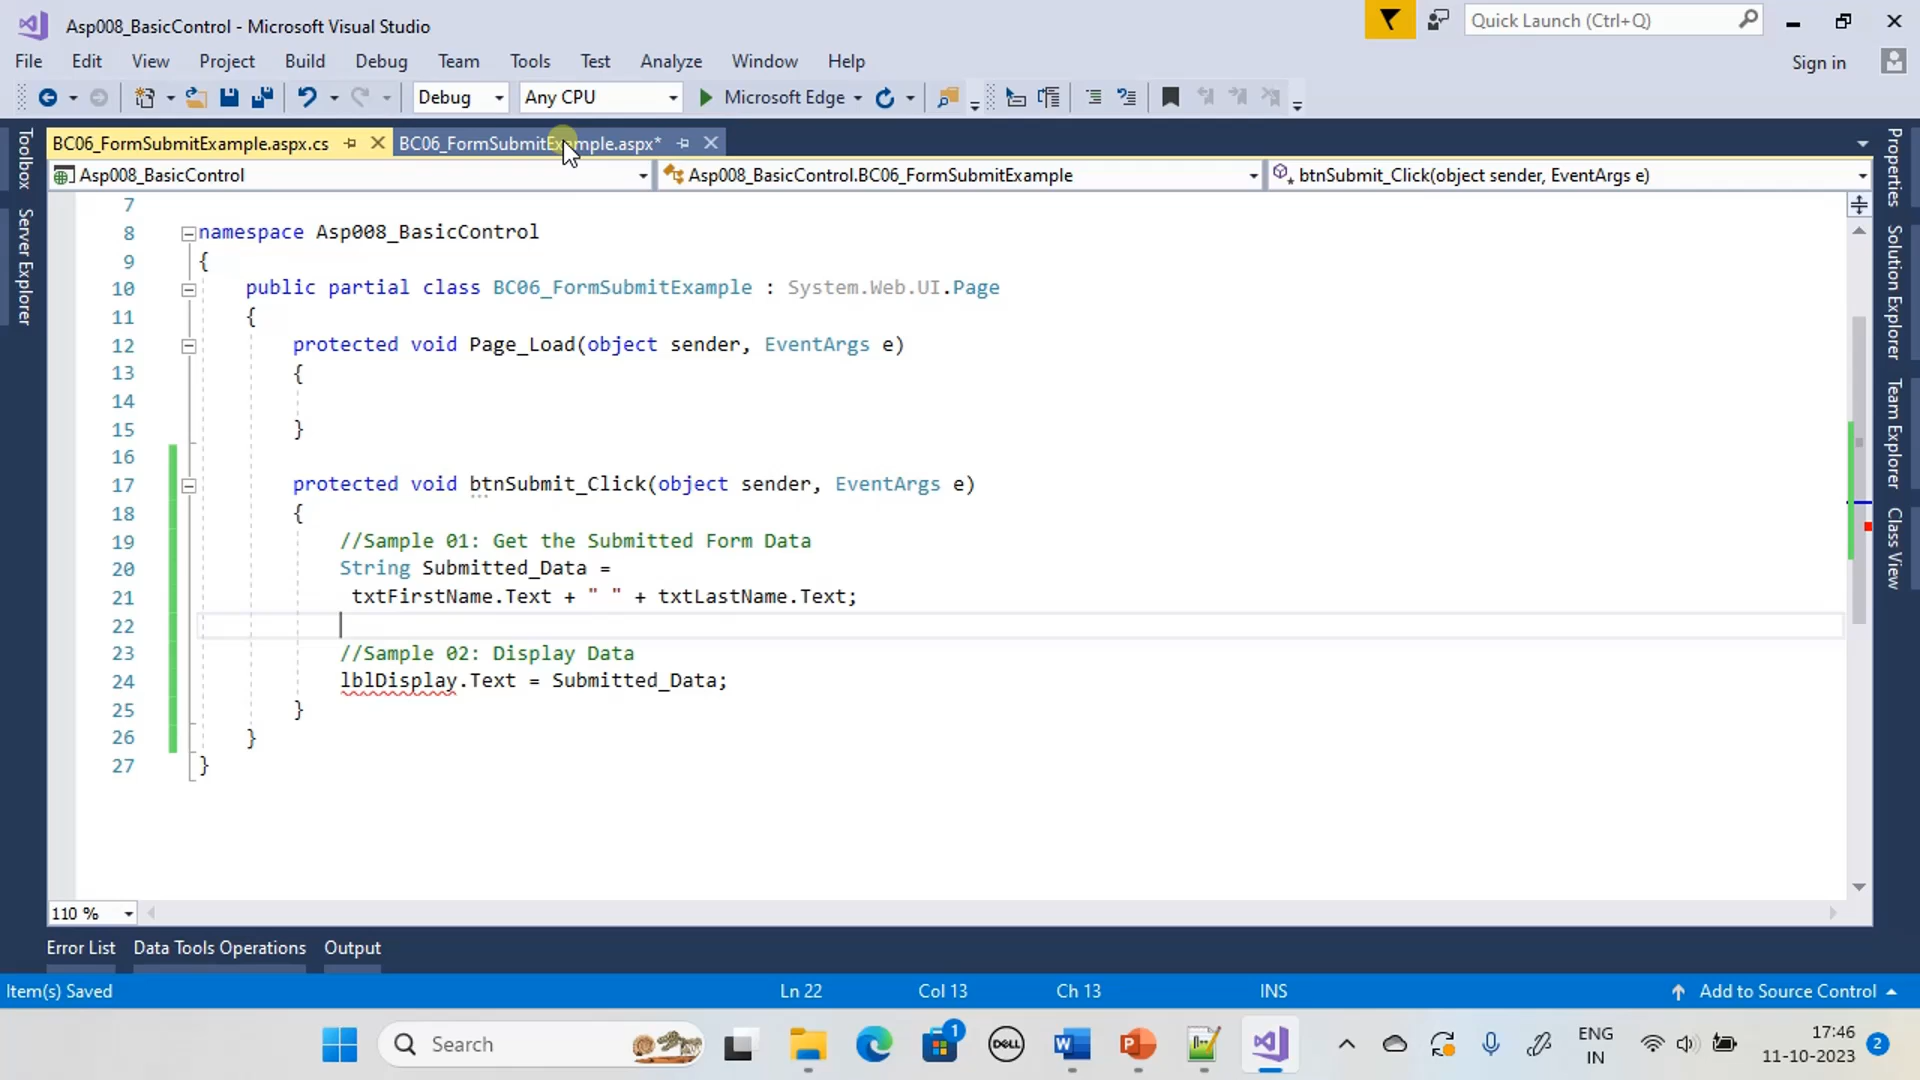 Asp008_BasicControl - Microsoft Visual Studio
Quick Launch (Ctrl+Q)
File Edit View Project Build Debug Team Tools Test Analyze Window Help
Sign in
Debug Any CPU Microsoft Edge
BC06_FormSubmitExample.aspx.cs BC06_FormSubmitExample.aspx*
Asp008_BasicControl Asp008_BasicControl.BC06_FormSubmitExample btnSubmit_Click(object sender, EventArgs e)
Toolbox
Server Explorer
7
8 namespace Asp008_BasicControl
9 {
10 public partial class BC06_FormSubmitExample : System.Web.UI.Page
11 {
12 protected void Page_Load(object sender, EventArgs e)
13 {
14
15 }
16
17 protected void btnSubmit_Click(object sender, EventArgs e)
18 {
19 //Sample 01: Get the Submitted Form Data
20 String Submitted_Data =
21 txtFirstName.Text + " " + txtLastName.Text;
22
23 //Sample 02: Display Data
24 lblDisplay.Text = Submitted_Data;
25 }
26 }
27 }
Properties
Solution Explorer
Team Explorer
Class View
110 %
Error List Data Tools Operations Output
Item(s) Saved Ln 22 Col 13 Ch 13 INS Add to Source Control
Search
1
DELL
W
P
ENG
IN
17:46
11-10-2023
2